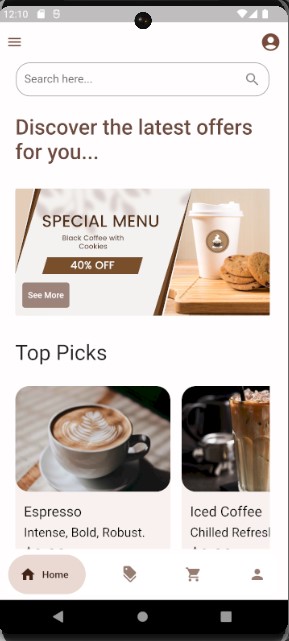 12:10
Search here...
Discover the latest offers
for you...
SPECIAL MENU
Black Coffee with
Cookies
40% OFF
See More
Top Picks
Espresso
Intense, Bold, Robust.
Iced Coffee
Chilled Refresh
Home